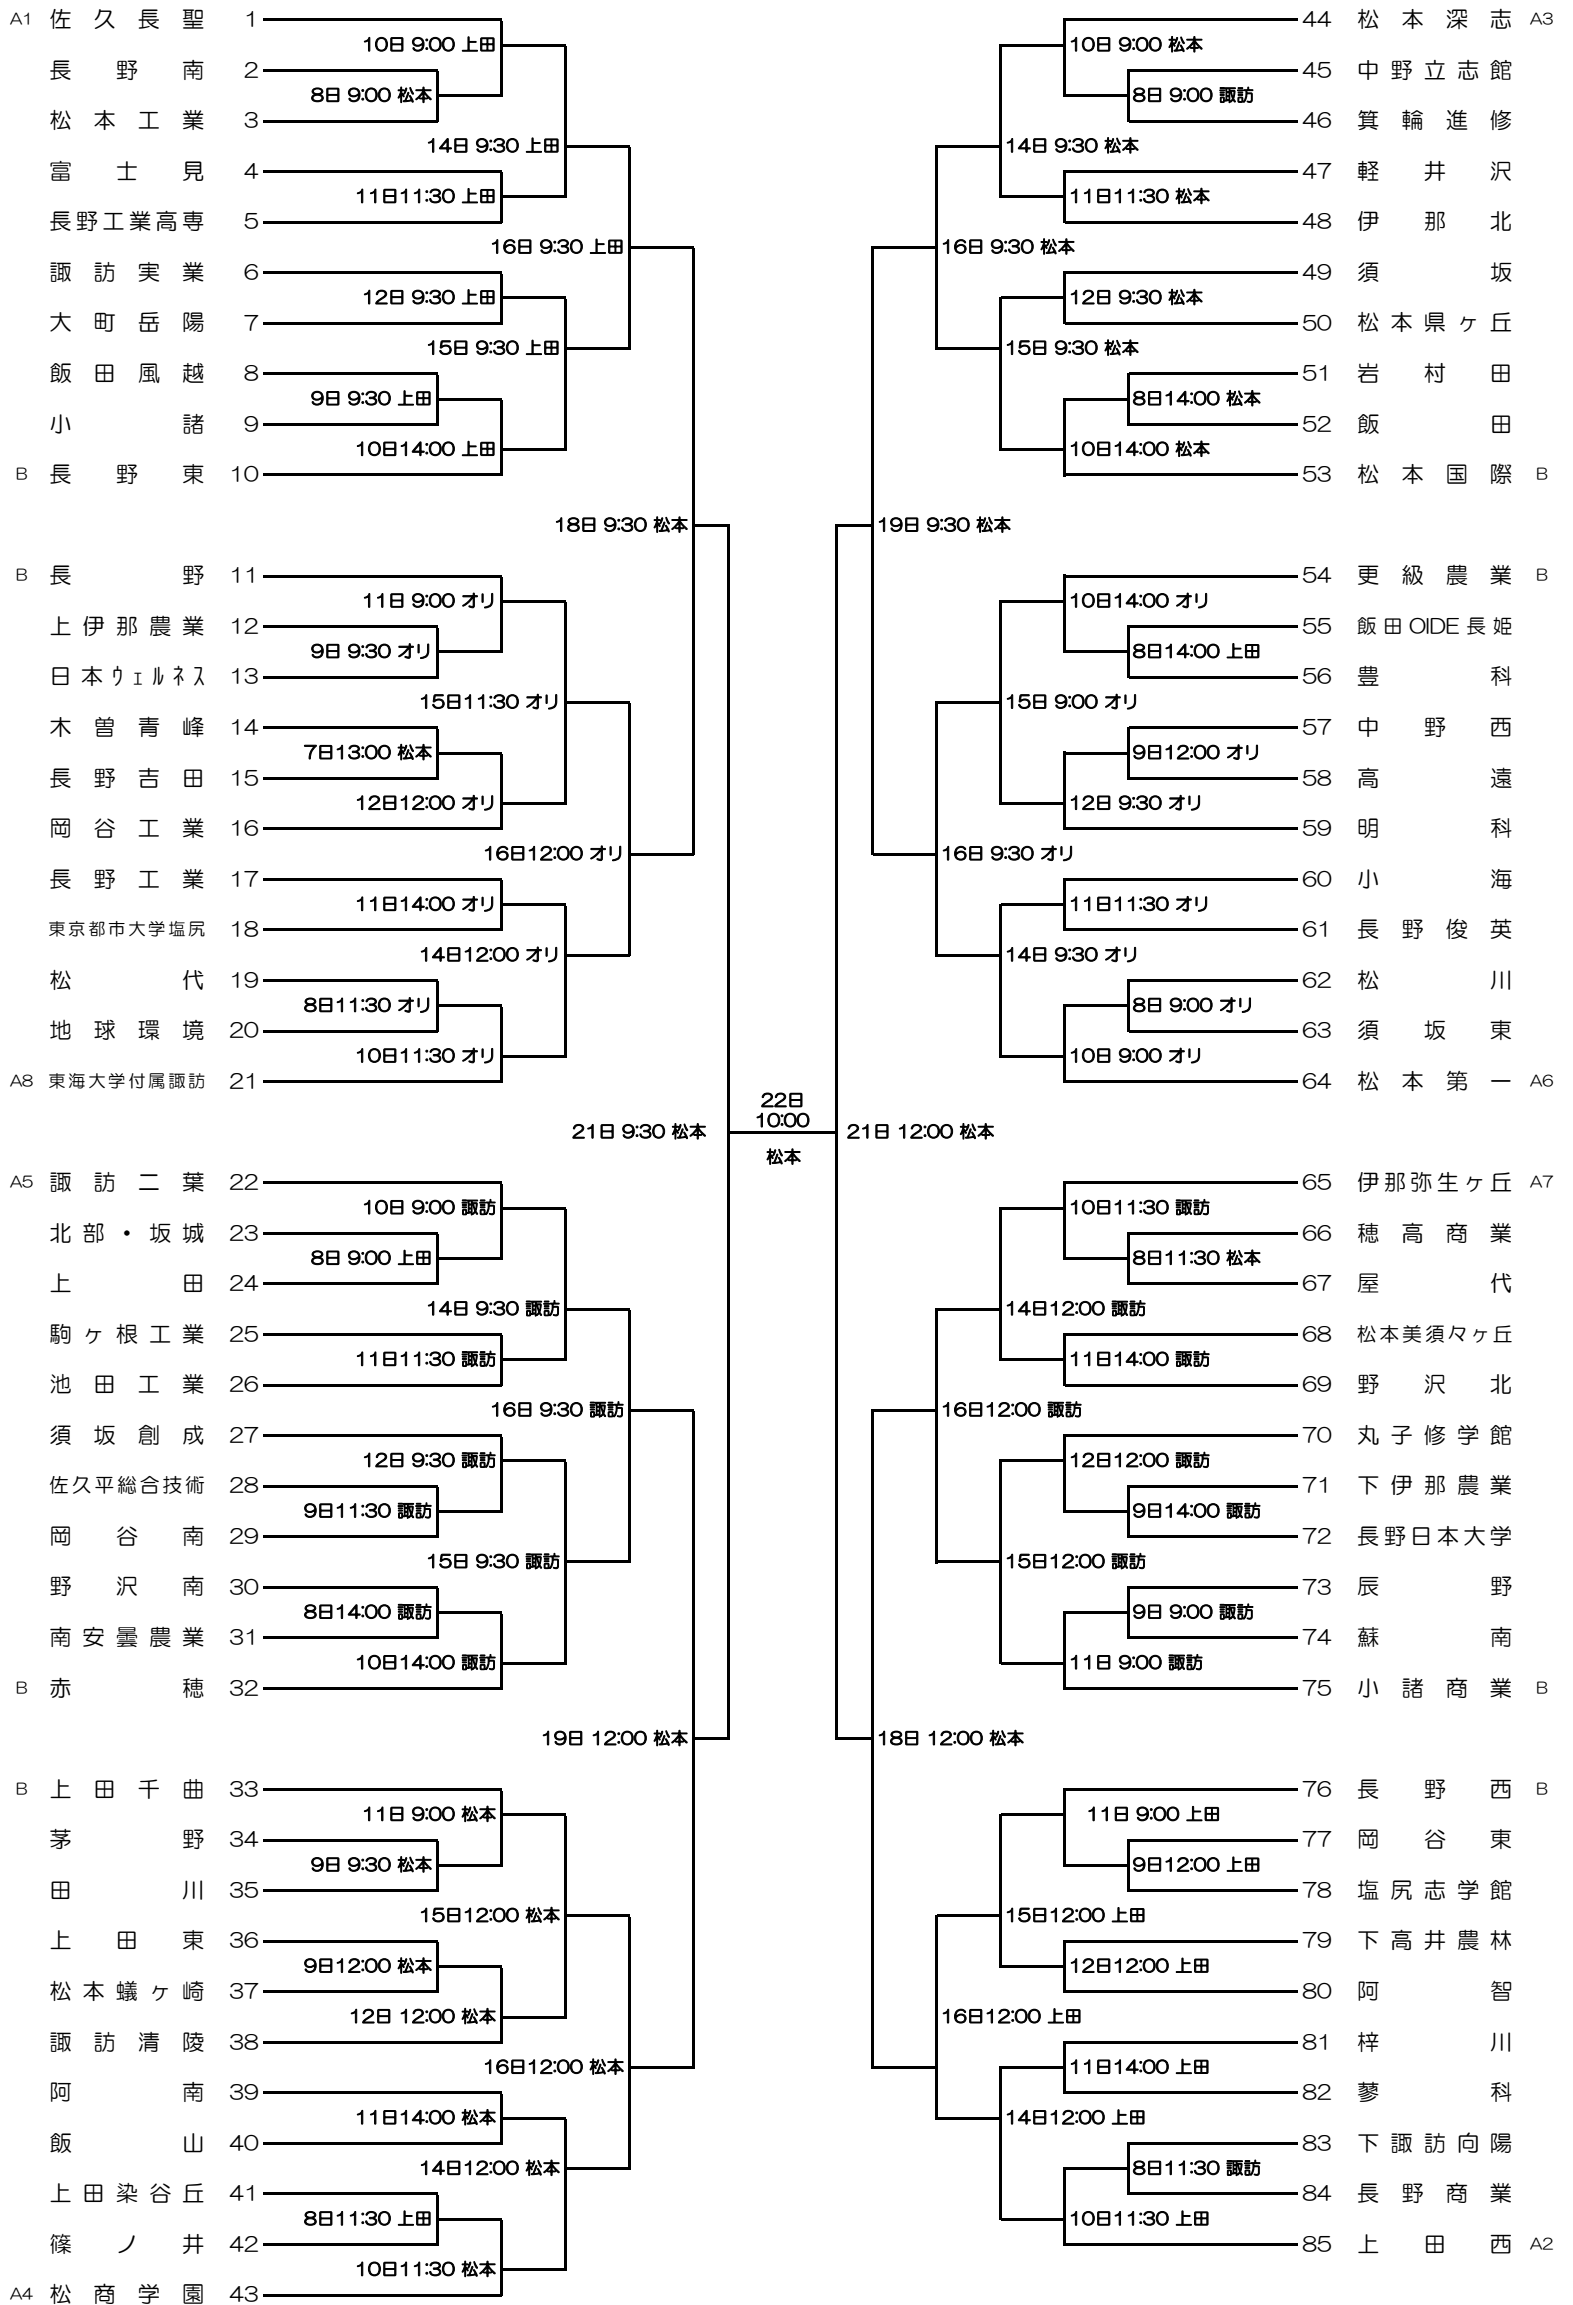 A1 佐久長聖 1
10日 9:00 上田
長野南 2
8日 9:00 松本
松本工業 3
14日 9:30 上田
富士見 4
11日11:30 上田
長野工業高専 5
16日 9:30 上田
諏訪実業 6
12日 9:30 上田
大町岳陽 7
15日 9:30 上田
飯田風越 8
9日 9:30 上田
小諸 9
10日14:00 上田
B 長野東 10
18日 9:30 松本
B 長野 11
11日 9:00 オリ
上伊那農業 12
9日 9:30 オリ
日本ウェルネス 13
15日11:30 オリ
木曽青峰 14
7日13:00 松本
長野吉田 15
12日12:00 オリ
岡谷工業 16
16日12:00 オリ
長野工業 17
11日14:00 オリ
東京都市大学塩尻 18
14日12:00 オリ
松代 19
8日11:30 オリ
地球環境 20
10日11:30 オリ
A8 東海大学付属諏訪 21
21日 9:30 松本
A5 諏訪二葉 22
10日 9:00 諏訪
北部・坂城 23
8日 9:00 上田
上田 24
14日 9:30 諏訪
駒ヶ根工業 25
11日11:30 諏訪
池田工業 26
16日 9:30 諏訪
須坂創成 27
12日 9:30 諏訪
佐久平総合技術 28
9日11:30 諏訪
岡谷南 29
15日 9:30 諏訪
野沢南 30
8日14:00 諏訪
南安曇農業 31
10日14:00 諏訪
B 赤穂 32
19日 12:00 松本
B 上田千曲 33
11日 9:00 松本
茅野 34
9日 9:30 松本
田川 35
15日12:00 松本
上田東 36
9日12:00 松本
松本蟻ヶ崎 37
12日 12:00 松本
諏訪清陵 38
16日12:00 松本
阿南 39
11日14:00 松本
飯山 40
14日12:00 松本
上田染谷丘 41
8日11:30 上田
篠ノ井 42
10日11:30 松本
A4 松商学園 43
22日
10:00
松本
44 松本深志 A3
10日 9:00 松本
45 中野立志館
8日 9:00 諏訪
46 箕輪進修
14日 9:30 松本
47 軽井沢
11日11:30 松本
48 伊那北
16日 9:30 松本
49 須坂
12日 9:30 松本
50 松本県ヶ丘
15日 9:30 松本
51 岩村田
8日14:00 松本
52 飯田
10日14:00 松本
53 松本国際 B
19日 9:30 松本
54 更級農業 B
10日14:00 オリ
55 飯田OIDE長姫
8日14:00 上田
56 豊科
15日 9:00 オリ
57 中野西
9日12:00 オリ
58 高遠
12日 9:30 オリ
59 明科
16日 9:30 オリ
60 小海
11日11:30 オリ
61 長野俊英
14日 9:30 オリ
62 松川
8日 9:00 オリ
63 須坂東
10日 9:00 オリ
64 松本第一 A6
21日 12:00 松本
65 伊那弥生ヶ丘 A7
10日11:30 諏訪
66 穂高商業
8日11:30 松本
67 屋代
14日12:00 諏訪
68 松本美須々ヶ丘
11日14:00 諏訪
69 野沢北
16日12:00 諏訪
70 丸子修学館
12日12:00 諏訪
71 下伊那農業
9日14:00 諏訪
72 長野日本大学
15日12:00 諏訪
73 辰野
9日 9:00 諏訪
74 蘇南
11日 9:00 諏訪
75 小諸商業 B
18日 12:00 松本
76 長野西 B
11日 9:00 上田
77 岡谷東
9日12:00 上田
78 塩尻志学館
15日12:00 上田
79 下高井農林
12日12:00 上田
80 阿智
16日12:00 上田
81 梓川
11日14:00 上田
82 蓼科
14日12:00 上田
83 下諏訪向陽
8日11:30 諏訪
84 長野商業
10日11:30 上田
85 上田西 A2